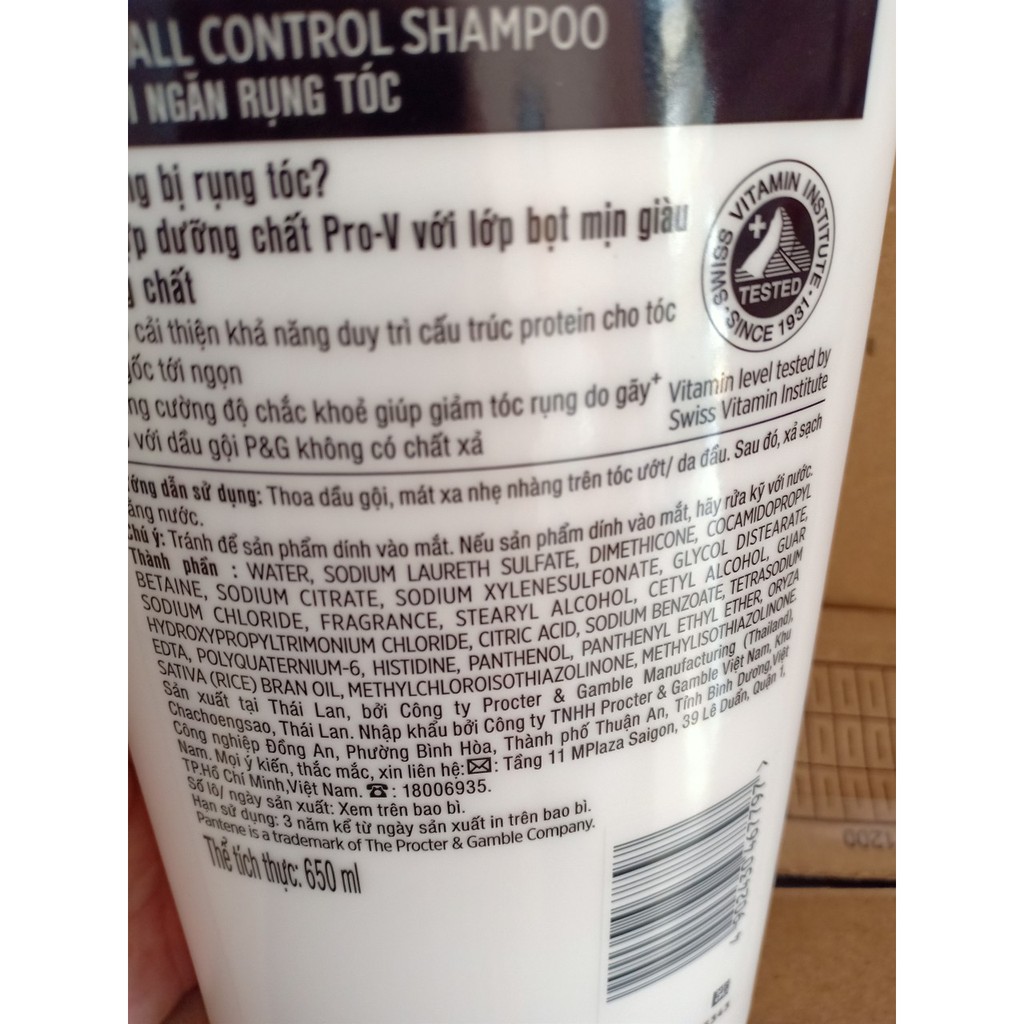 ALL CONTROL SHAMPOO
NGĂN RỤNG TÓC
bị rụng tóc?
dưỡng chất Pro-V với lớp bọt mịn giàu
chất
cải thiện khả năng duy trì cấu trúc protein cho tóc
tới ngọn
cường độ chắc khoẻ giúp giảm tóc rụng do gãy+
với dầu gội P&G không có chất xả
SWISS VITAMIN INSTITUTE
TESTED
SINCE 1931
Vitamin level tested by
Swiss Vitamin Institute
dẫn sử dụng: Thoa dầu gội, mát xa nhẹ nhàng trên tóc ướt/ da đầu. Sau đó, xả sạch
nước.
Chú ý: Tránh để sản phẩm dính vào mắt. Nếu sản phẩm dính vào mắt, hãy rửa kỹ với nước.
Thành phần : WATER, SODIUM LAURETH SULFATE, DIMETHICONE, COCAMIDOPROPYL
BETAINE, SODIUM CITRATE, SODIUM XYLENESULFONATE, GLYCOL DISTEARATE,
SODIUM CHLORIDE, FRAGRANCE, STEARYL ALCOHOL, CETYL ALCOHOL, GUAR
HYDROXYPROPYLTRIMONIUM CHLORIDE, CITRIC ACID, SODIUM BENZOATE, TETRASODIUM
EDTA, POLYQUATERNIUM-6, HISTIDINE, PANTHENOL, PANTHENYL ETHYL ETHER, ORYZA
SATIVA (RICE) BRAN OIL, METHYLCHLOROISOTHIAZOLINONE, METHYLISOTHIAZOLINONE.
Sản xuất tại Thái Lan, bởi Công ty Procter & Gamble Manufacturing (Thailand),
Chachoengsao, Thái Lan. Nhập khẩu bởi Công ty TNHH Procter & Gamble Việt Nam, Khu
Công nghiệp Đồng An, Phường Bình Hòa, Thành phố Thuận An, Tỉnh Bình Dương, Việt
Nam. Mọi ý kiến, thắc mắc, xin liên hệ: ✉: Tầng 11 MPlaza Saigon, 39 Lê Duẩn, Quận 1,
TP.Hồ Chí Minh,Việt Nam. ☎: 18006935.
Số lô/ ngày sản xuất: Xem trên bao bì.
Hạn sử dụng: 3 năm kể từ ngày sản xuất in trên bao bì.
Pantene is a trademark of The Procter & Gamble Company.
Thể tích thực: 650 ml
4 902430 467797 >
1200